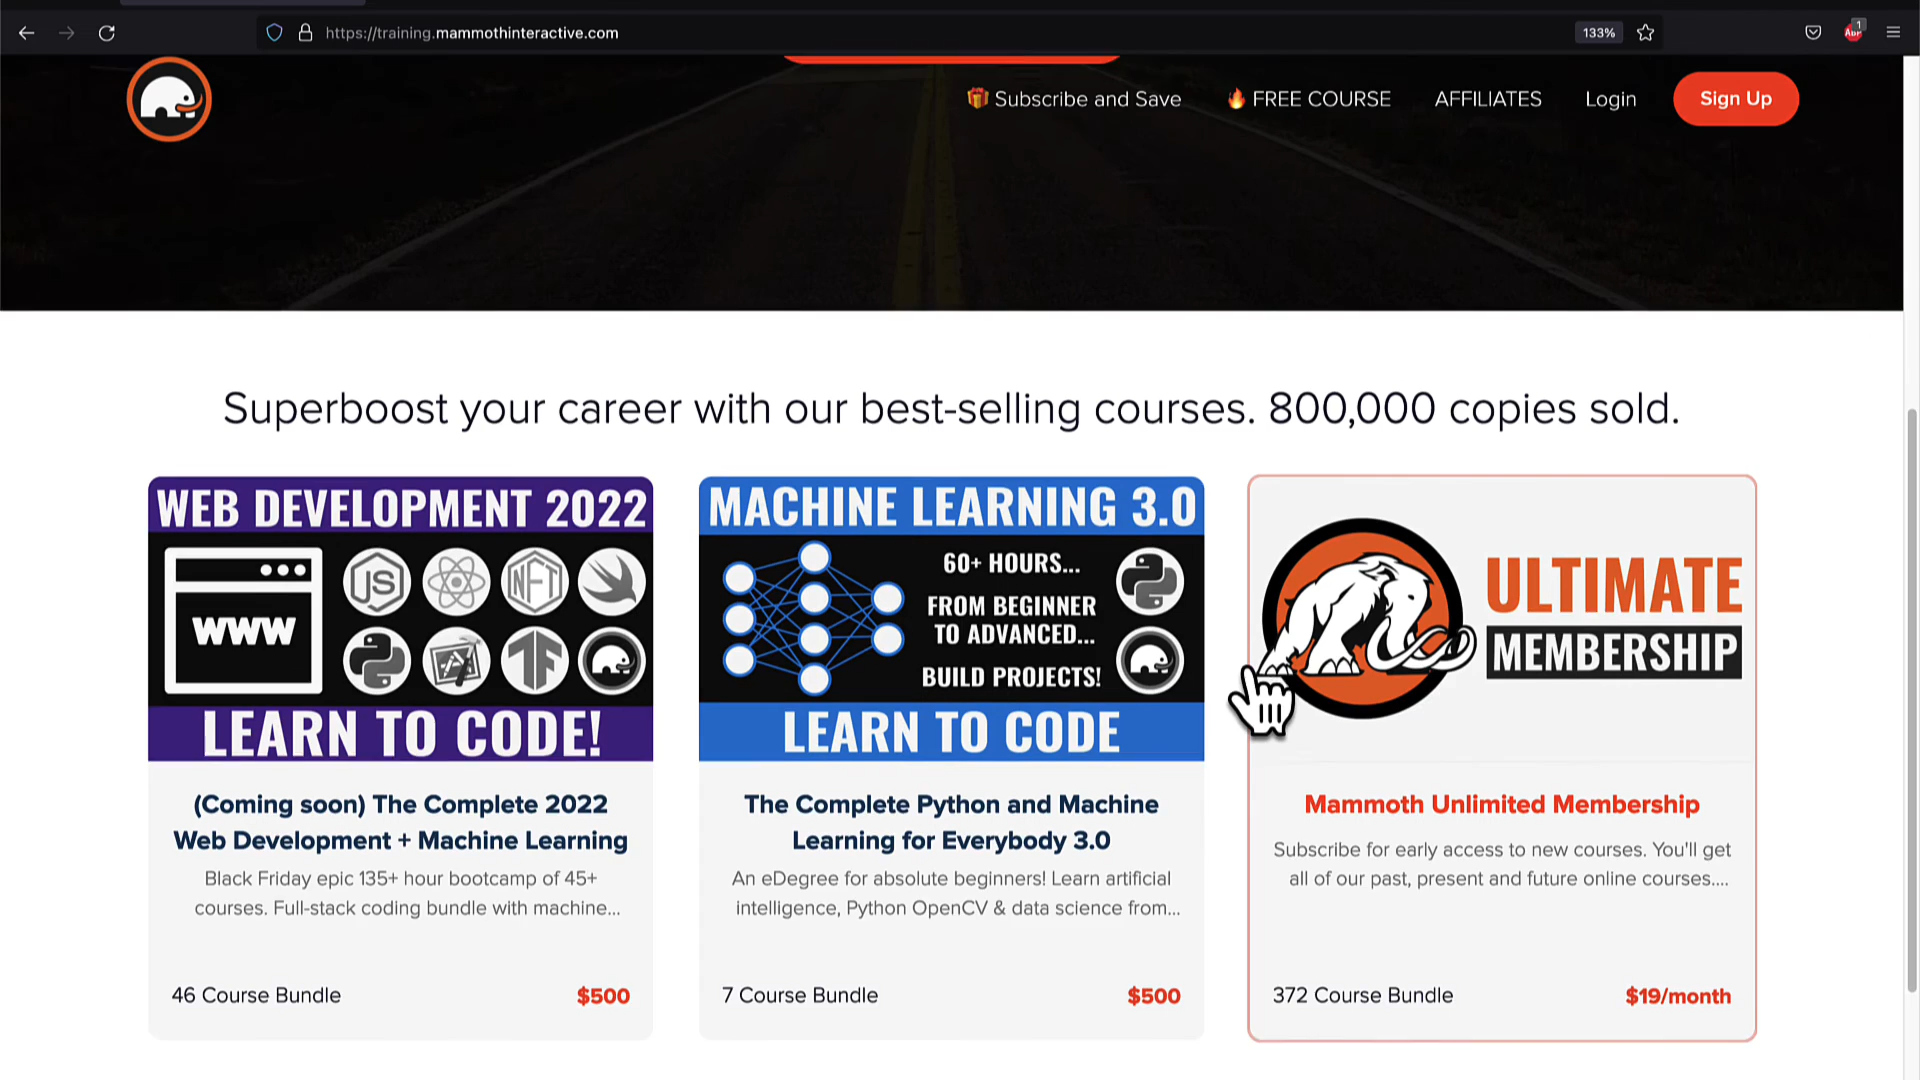 https://training.mammothinteractive.com
133%
1
ABP
🎁 Subscribe and Save
🔥 FREE COURSE
AFFILIATES
Login
Sign Up
Superboost your career with our best-selling courses. 800,000 copies sold.
WEB DEVELOPMENT 2022
WWW
JS
NFT
TF
LEARN TO CODE!
(Coming soon) The Complete 2022
Web Development + Machine Learning
Black Friday epic 135+ hour bootcamp of 45+
courses. Full-stack coding bundle with machine...
46 Course Bundle
$500
MACHINE LEARNING 3.0
60+ HOURS...
FROM BEGINNER
TO ADVANCED...
BUILD PROJECTS!
LEARN TO CODE
The Complete Python and Machine
Learning for Everybody 3.0
An eDegree for absolute beginners! Learn artificial
intelligence, Python OpenCV & data science from...
7 Course Bundle
$500
ULTIMATE
MEMBERSHIP
Mammoth Unlimited Membership
Subscribe for early access to new courses. You'll get
all of our past, present and future online courses....
372 Course Bundle
$19/month